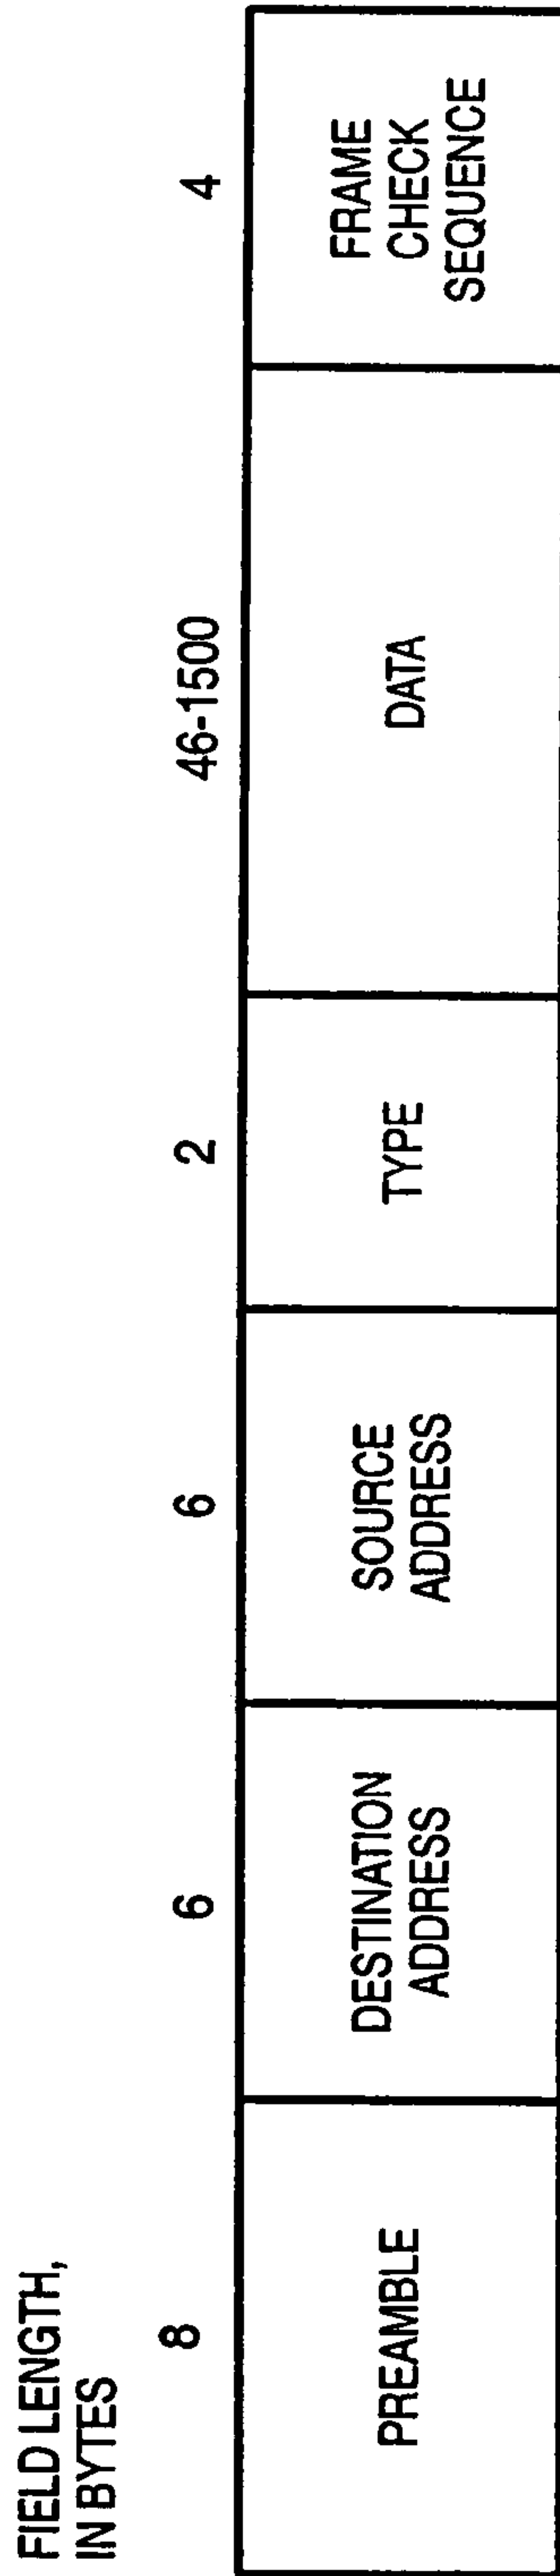 FIELD LENGTH,
IN BYTES
8
6
6
2
46-1500
4
PREAMBLE
DESTINATION
ADDRESS
SOURCE
ADDRESS
TYPE
DATA
FRAME
CHECK
SEQUENCE